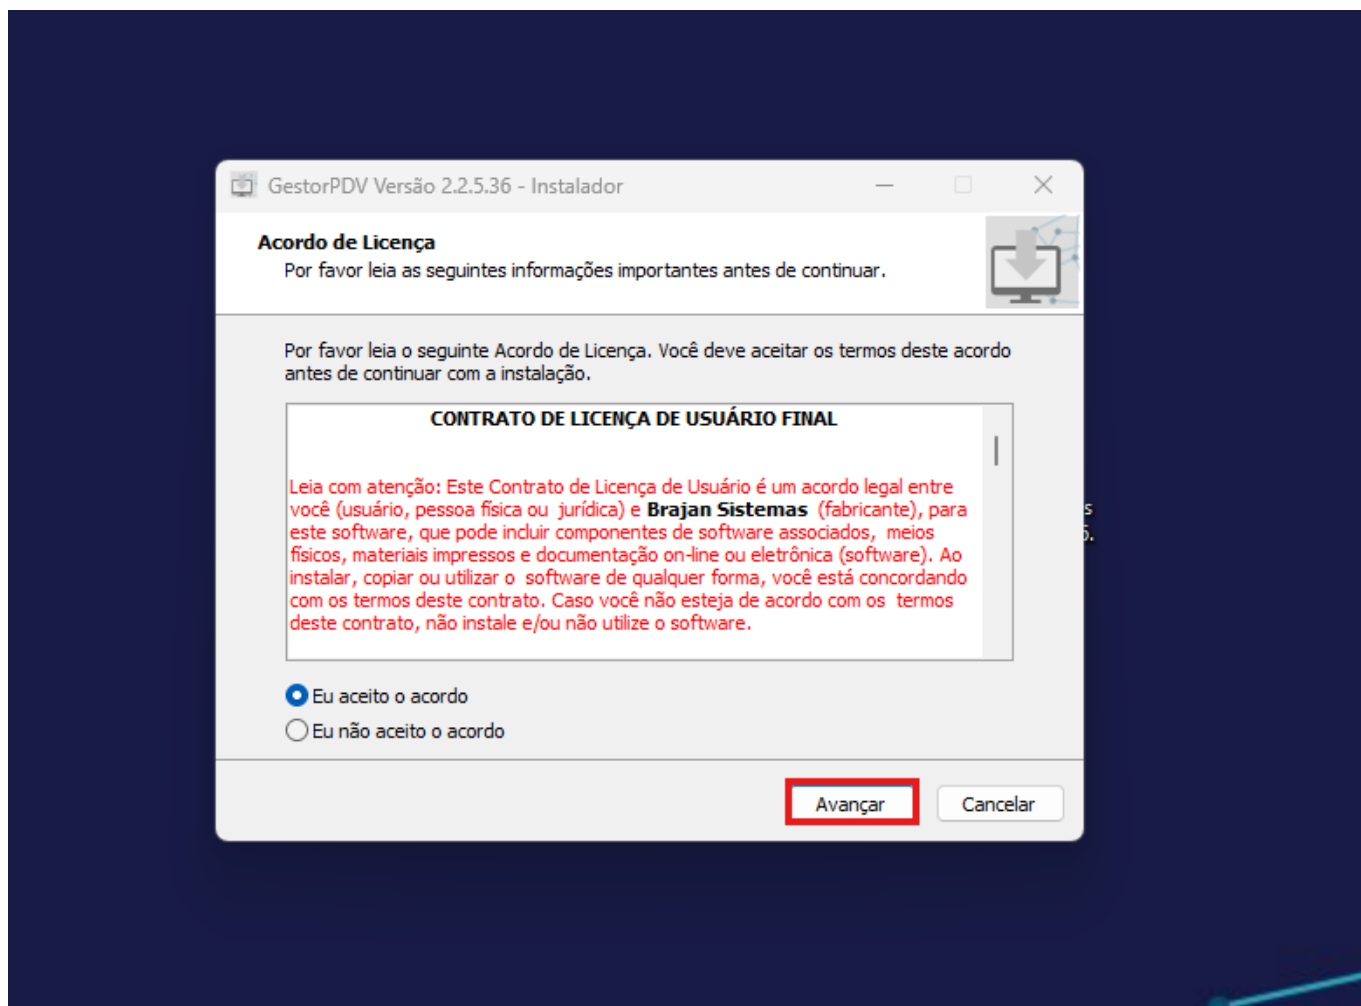 GestorPDV Versão 2.2.5.36 - Instalador
Acordo de Licença
Por favor leia as seguintes informações importantes antes de continuar.
Por favor leia o seguinte Acordo de Licença. Você deve aceitar os termos deste acordo
antes de continuar com a instalação.
CONTRATO DE LICENÇA DE USUÁRIO FINAL
Leia com atenção: Este Contrato de Licença de Usuário é um acordo legal entre
você (usuário, pessoa física ou jurídica) e Brajan Sistemas (fabricante), para
este software, que pode incluir componentes de software associados, meios
físicos, materiais impressos e documentação on-line ou eletrônica (software). Ao
instalar, copiar ou utilizar o software de qualquer forma, você está concordando
com os termos deste contrato. Caso você não esteja de acordo com os termos
deste contrato, não instale e/ou não utilize o software.
Eu aceito o acordo
Eu não aceito o acordo
Avançar Cancelar